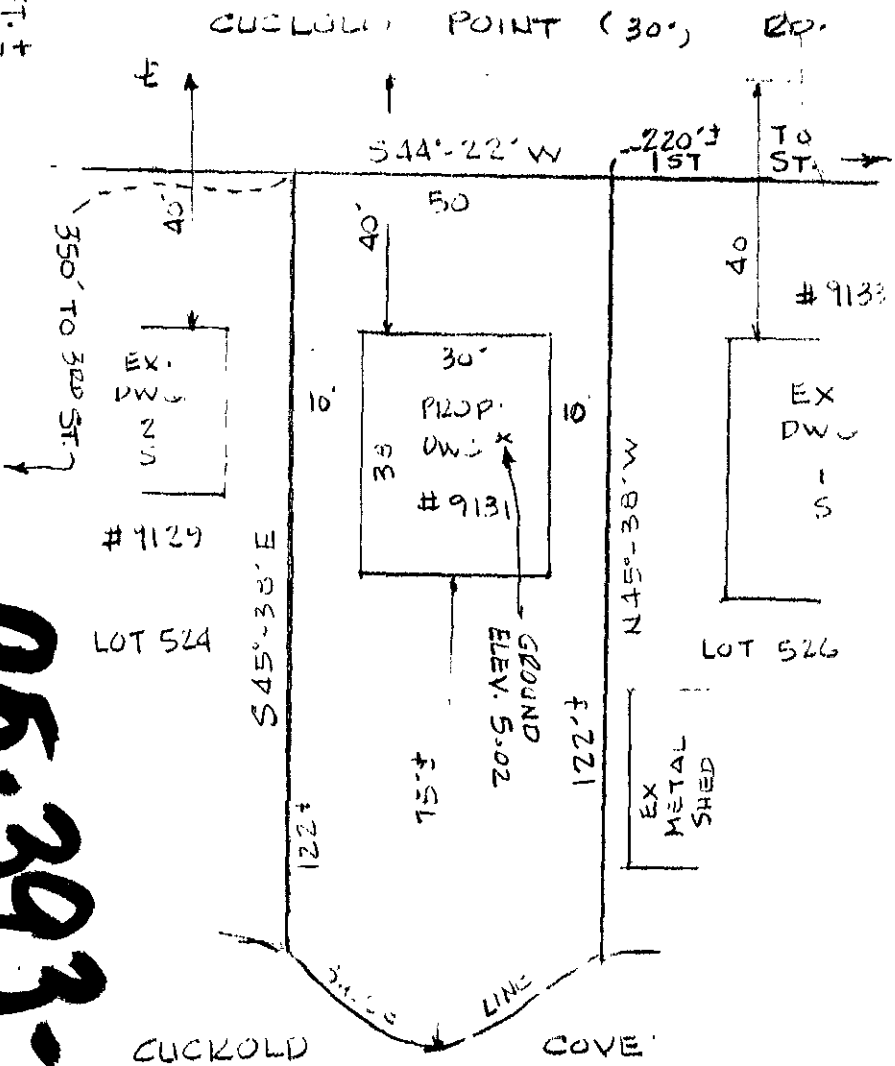 POINT (30', RD.
S44°-22'W
220'± TO
1ST ST.
50
40'
40'
40
350' TO 3RD ST.
# 9133
EX.
DWG
2
S
30'
PROP.
DWG x
38
# 9131
10'
10'
EX
DWG
1
S
# 9129
LOT 524
S45°-38'E
122±
N45°-38'W
122'±
GROUND
ELEV. 5.02
75'±
LOT 526
EX
METAL
SHED
LINE
CUCKOLD COVE
05.393-